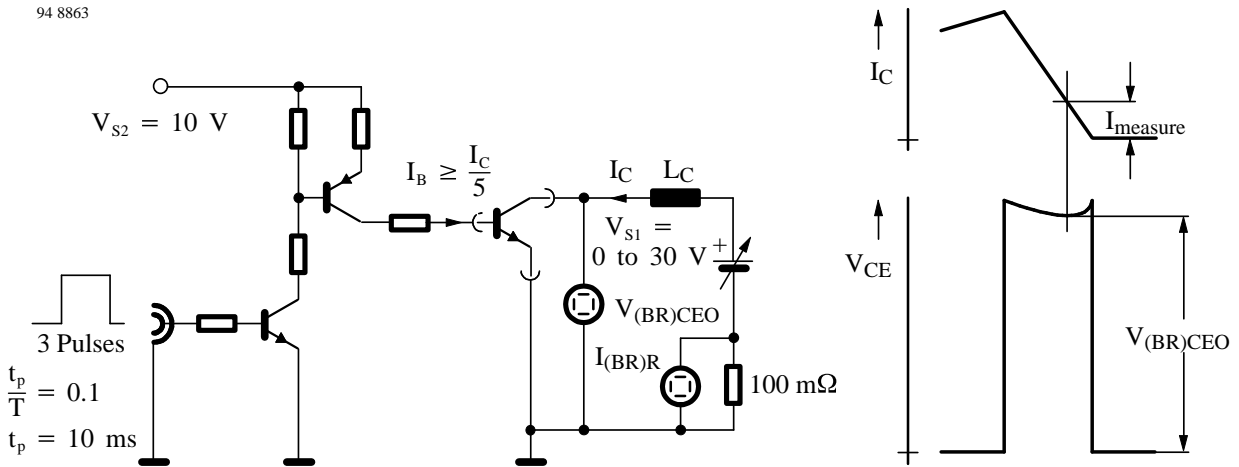 94 8863
V_S2 = 10 V
I_B ≥ I_C/5
I_C
L_C
V_S1 =
0 to 30 V
+
V_(BR)CEO
I_(BR)R
100 mΩ
3 Pulses
t_p/T = 0.1
t_p = 10 ms
I_C
I_measure
V_CE
V_(BR)CEO